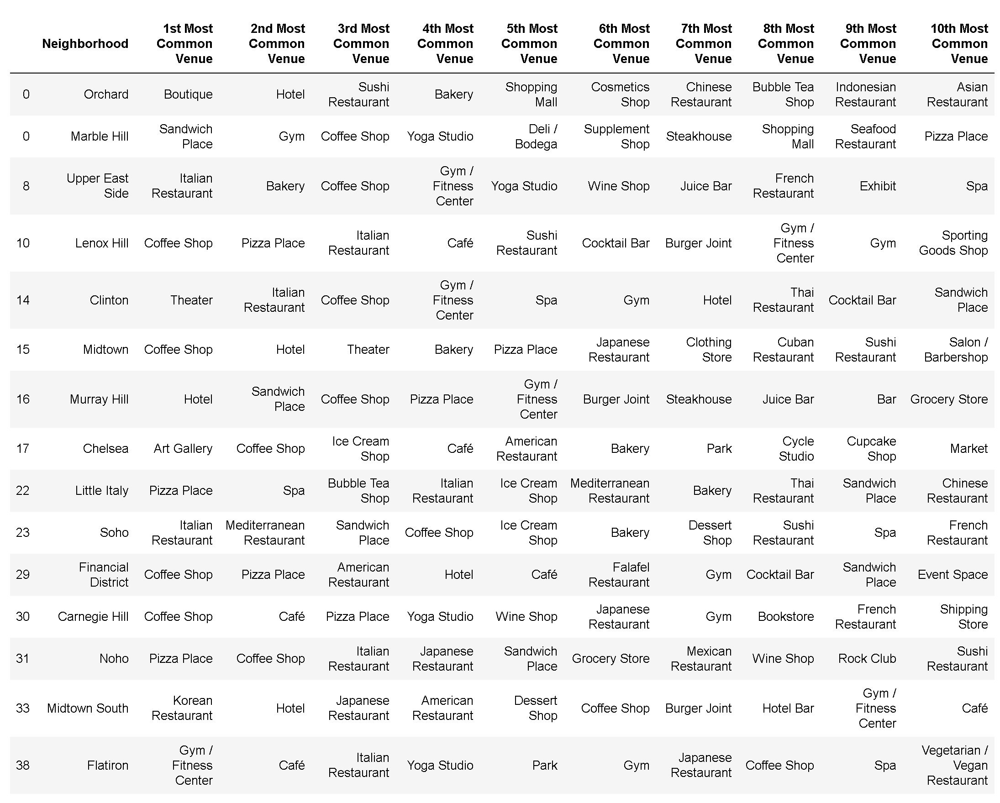 Neighborhood 1st Most Common Venue 2nd Most Common Venue 3rd Most Common Venue 4th Most Common Venue 5th Most Common Venue 6th Most Common Venue 7th Most Common Venue 8th Most Common Venue 9th Most Common Venue 10th Most Common Venue
0 Orchard Boutique Hotel Sushi Restaurant Bakery Shopping Mall Cosmetics Shop Chinese Restaurant Bubble Tea Shop Indonesian Restaurant Asian Restaurant
0 Marble Hill Sandwich Place Gym Coffee Shop Yoga Studio Deli / Bodega Supplement Shop Steakhouse Shopping Mall Seafood Restaurant Pizza Place
8 Upper East Side Italian Restaurant Bakery Coffee Shop Gym / Fitness Center Yoga Studio Wine Shop Juice Bar French Restaurant Exhibit Spa
10 Lenox Hill Coffee Shop Pizza Place Italian Restaurant Café Sushi Restaurant Cocktail Bar Burger Joint Gym / Fitness Center Gym Sporting Goods Shop
14 Clinton Theater Italian Restaurant Coffee Shop Gym / Fitness Center Spa Gym Hotel Thai Restaurant Cocktail Bar Sandwich Place
15 Midtown Coffee Shop Hotel Theater Bakery Pizza Place Japanese Restaurant Clothing Store Cuban Restaurant Sushi Restaurant Salon / Barbershop
16 Murray Hill Hotel Sandwich Place Coffee Shop Pizza Place Gym / Fitness Center Burger Joint Steakhouse Juice Bar Bar Grocery Store
17 Chelsea Art Gallery Coffee Shop Ice Cream Shop Café American Restaurant Bakery Park Cycle Studio Cupcake Shop Market
22 Little Italy Pizza Place Spa Bubble Tea Shop Italian Restaurant Ice Cream Shop Mediterranean Restaurant Bakery Thai Restaurant Sandwich Place Chinese Restaurant
23 Soho Italian Restaurant Mediterranean Restaurant Sandwich Place Coffee Shop Ice Cream Shop Bakery Dessert Shop Sushi Restaurant Spa French Restaurant
29 Financial District Coffee Shop Pizza Place American Restaurant Hotel Café Falafel Restaurant Gym Cocktail Bar Sandwich Place Event Space
30 Carnegie Hill Coffee Shop Café Pizza Place Yoga Studio Wine Shop Japanese Restaurant Gym Bookstore French Restaurant Shipping Store
31 Noho Pizza Place Coffee Shop Italian Restaurant Japanese Restaurant Sandwich Place Grocery Store Mexican Restaurant Wine Shop Rock Club Sushi Restaurant
33 Midtown South Korean Restaurant Hotel Japanese Restaurant American Restaurant Dessert Shop Coffee Shop Burger Joint Hotel Bar Gym / Fitness Center Café
38 Flatiron Gym / Fitness Center Café Italian Restaurant Yoga Studio Park Gym Japanese Restaurant Coffee Shop Spa Vegetarian / Vegan Restaurant